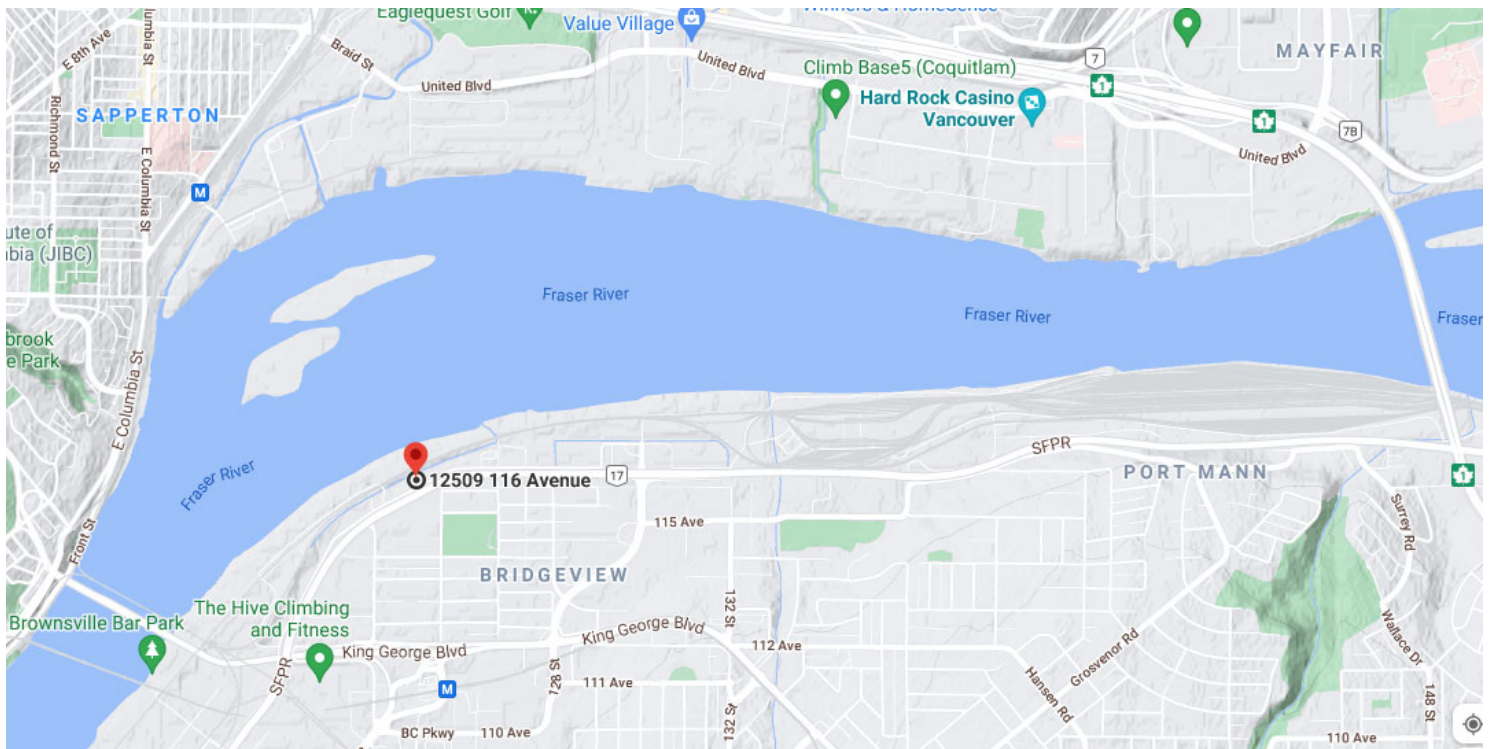 Eaglequest Golf
Value Village
Winners & HomeSense
MAYFAIR
E 8th Ave
lumbia St
Braid St
United Blvd
United Blvd
7
1
Climb Base5 (Coquitlam)
Hard Rock Casino
Vancouver
1
7B
United Blvd
SAPPERTON
Richmond St
E Columbia St
M
ute of
bia (JIBC)
Fraser River
Fraser River
Fraser
brook
e Park
E Columbia St
Fraser River
12509 116 Avenue
17
SFPR
PORT MANN
1
115 Ave
Surrey Rd
Front St
BRIDGEVIEW
132 St
Brownsville Bar Park
The Hive Climbing
and Fitness
King George Blvd
King George Blvd
112 Ave
Grosvenor Rd
Wallace Dr
SFPR
M
128 St
111 Ave
132 St
Hansen Rd
148 St
BC Pkwy
110 Ave
110 Ave